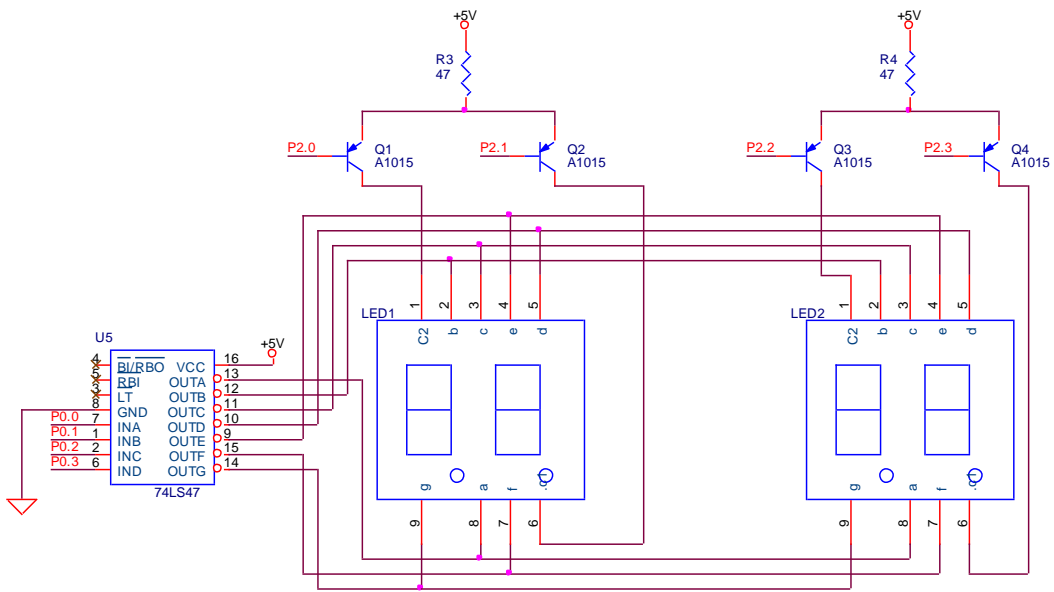 +5V
+5V
R3
47
R4
47
P2.0
Q1
A1015
P2.1
Q2
A1015
P2.2
Q3
A1015
P2.3
Q4
A1015
1
2
3
4
5
1
2
3
4
5
LED1
C2
b
c
e
d
LED2
C2
b
c
e
d
U5
+5V
4
BI/RBO
VCC
16
5
RBI
OUTA
13
3
LT
OUTB
12
8
GND
OUTC
11
P0.0
7
INA
OUTD
10
P0.1
1
INB
OUTE
9
P0.2
2
INC
OUTF
15
P0.3
6
IND
OUTG
14
74LS47
g
a
f
g
a
f
9
8
7
6
9
8
7
6